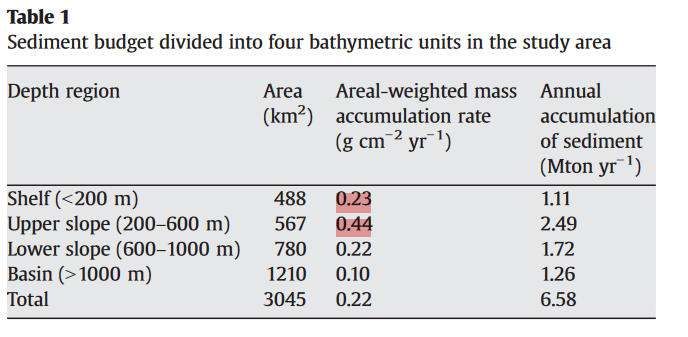 Table 1
Sediment budget divided into four bathymetric units in the study area
Depth region Area Areal-weighted mass Annual
(km²) accumulation rate accumulation
(g cm⁻² yr⁻¹) of sediment
(Mton yr⁻¹)
Shelf (<200 m) 488 0.23 1.11
Upper slope (200–600 m) 567 0.44 2.49
Lower slope (600–1000 m) 780 0.22 1.72
Basin (>1000 m) 1210 0.10 1.26
Total 3045 0.22 6.58